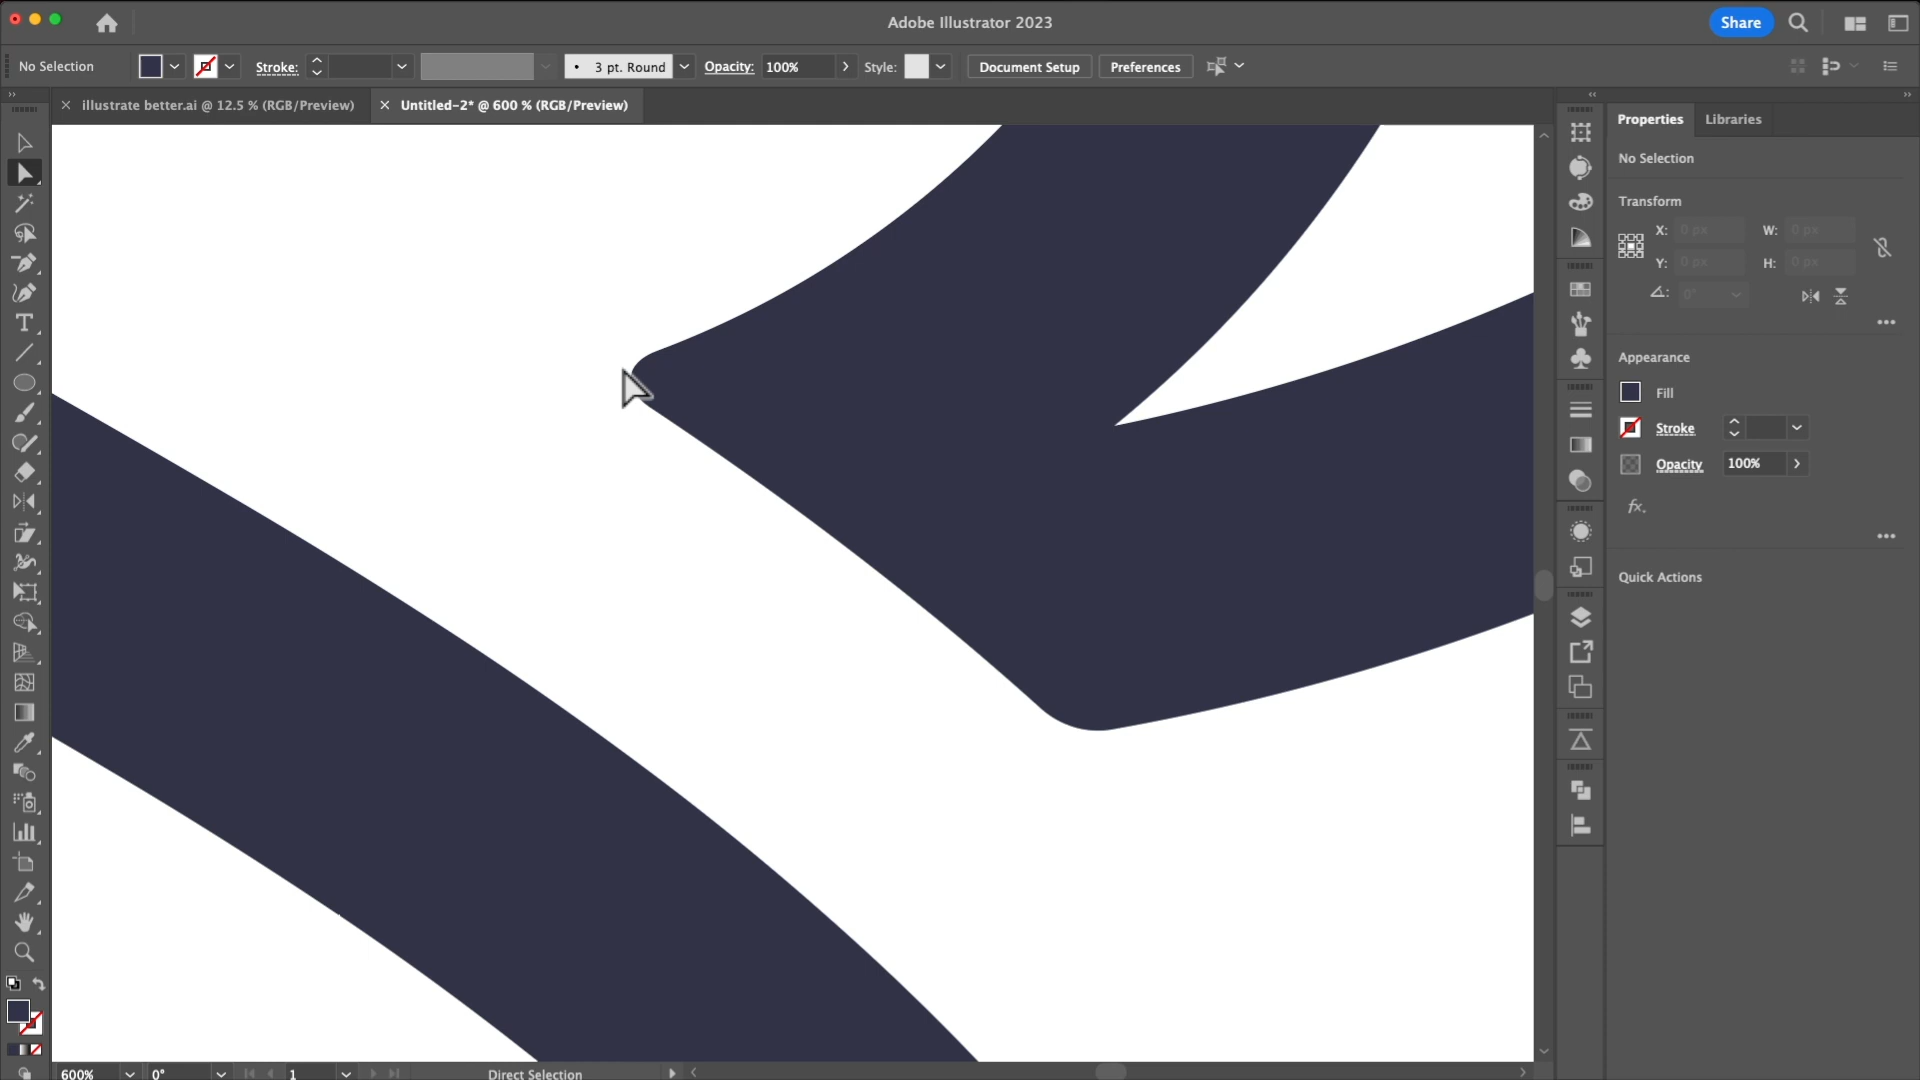 Adobe Illustrator 2023
Share
No Selection
Stroke:
3 pt. Round
Opacity:
100%
Style:
Document Setup
Preferences
illustrate better.ai @ 12.5 % (RGB/Preview)
Untitled-2* @ 600 % (RGB/Preview)
Properties
Libraries
No Selection
Transform
X: 0 px
W: 0 px
Y: 0 px
H: 0 px
0°
Appearance
Fill
Stroke
Opacity
100%
fx.
Quick Actions
600%
0°
1
Direct Selection